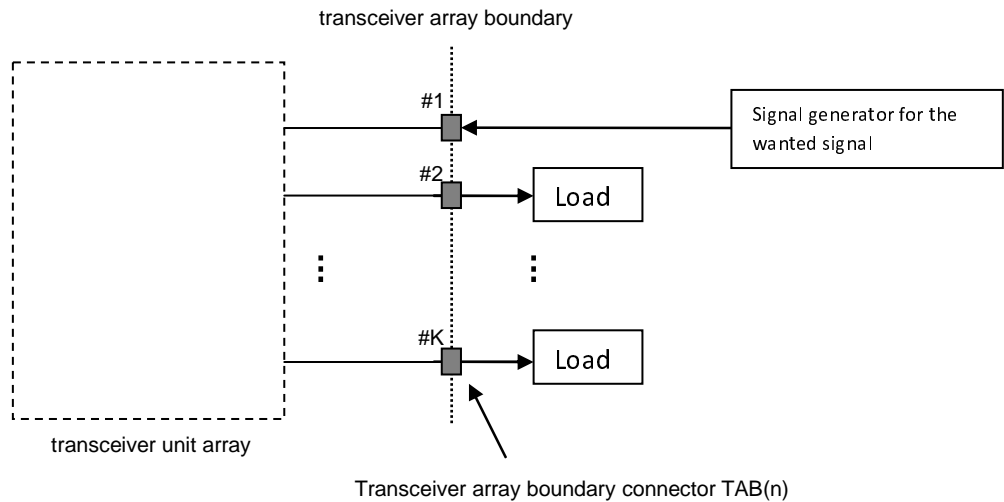 transceiver array boundary
#1
Signal generator for the
wanted signal
#2
Load
#K
Load
transceiver unit array
Transceiver array boundary connector TAB(n)